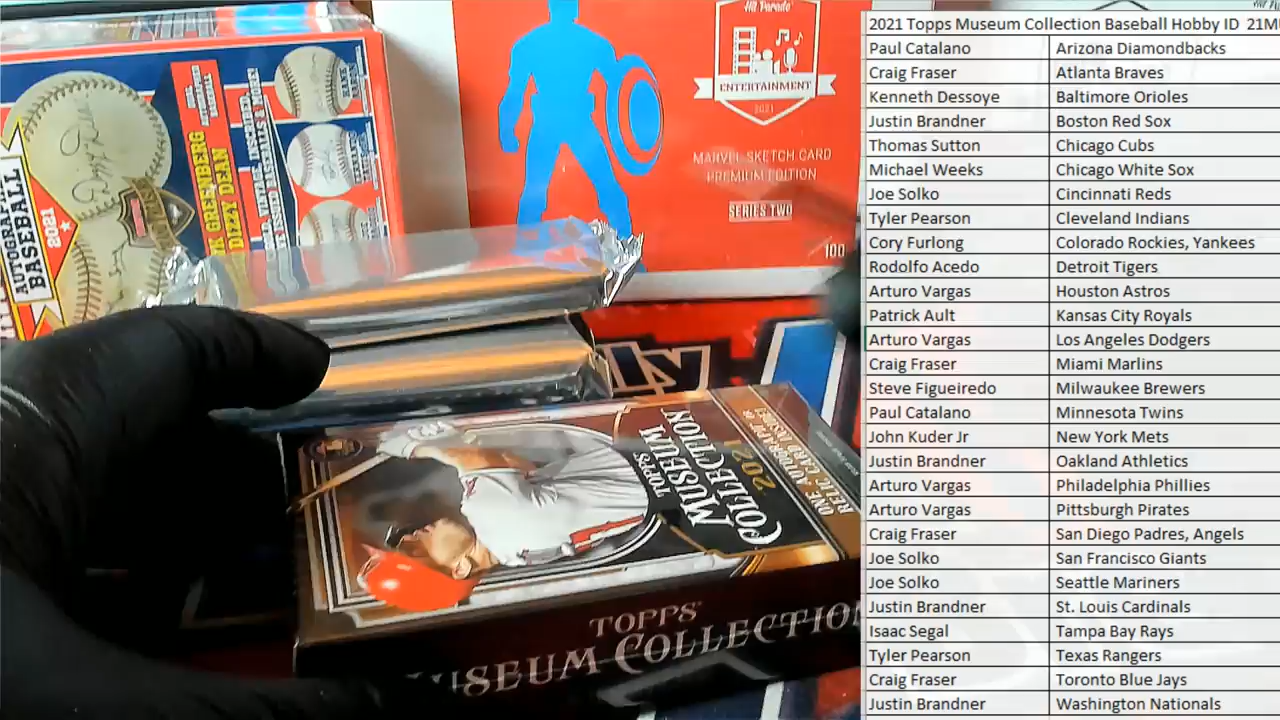 2021 Topps Museum Collection Baseball Hobby ID 21M
Paul Catalano Arizona Diamondbacks
Craig Fraser Atlanta Braves
Kenneth Dessoye Baltimore Orioles
Justin Brandner Boston Red Sox
Thomas Sutton Chicago Cubs
Michael Weeks Chicago White Sox
Joe Solko Cincinnati Reds
Tyler Pearson Cleveland Indians
Cory Furlong Colorado Rockies, Yankees
Rodolfo Acedo Detroit Tigers
Arturo Vargas Houston Astros
Patrick Ault Kansas City Royals
Arturo Vargas Los Angeles Dodgers
Craig Fraser Miami Marlins
Steve Figueiredo Milwaukee Brewers
Paul Catalano Minnesota Twins
John Kuder Jr New York Mets
Justin Brandner Oakland Athletics
Arturo Vargas Philadelphia Phillies
Arturo Vargas Pittsburgh Pirates
Craig Fraser San Diego Padres, Angels
Joe Solko San Francisco Giants
Joe Solko Seattle Mariners
Justin Brandner St. Louis Cardinals
Isaac Segal Tampa Bay Rays
Tyler Pearson Texas Rangers
Craig Fraser Toronto Blue Jays
Justin Brandner Washington Nationals
Hit Parade
ENTERTAINMENT
2021
MARVEL SKETCH CARD
PREMIUM EDITION
SERIES TWO
100
BASEBALL
2021
GREENBERG
DIZZY DEAN
TOPPS
MUSEUM
COLLECTION
2021
RELIC CARD
TOPPS
MUSEUM COLLECTION